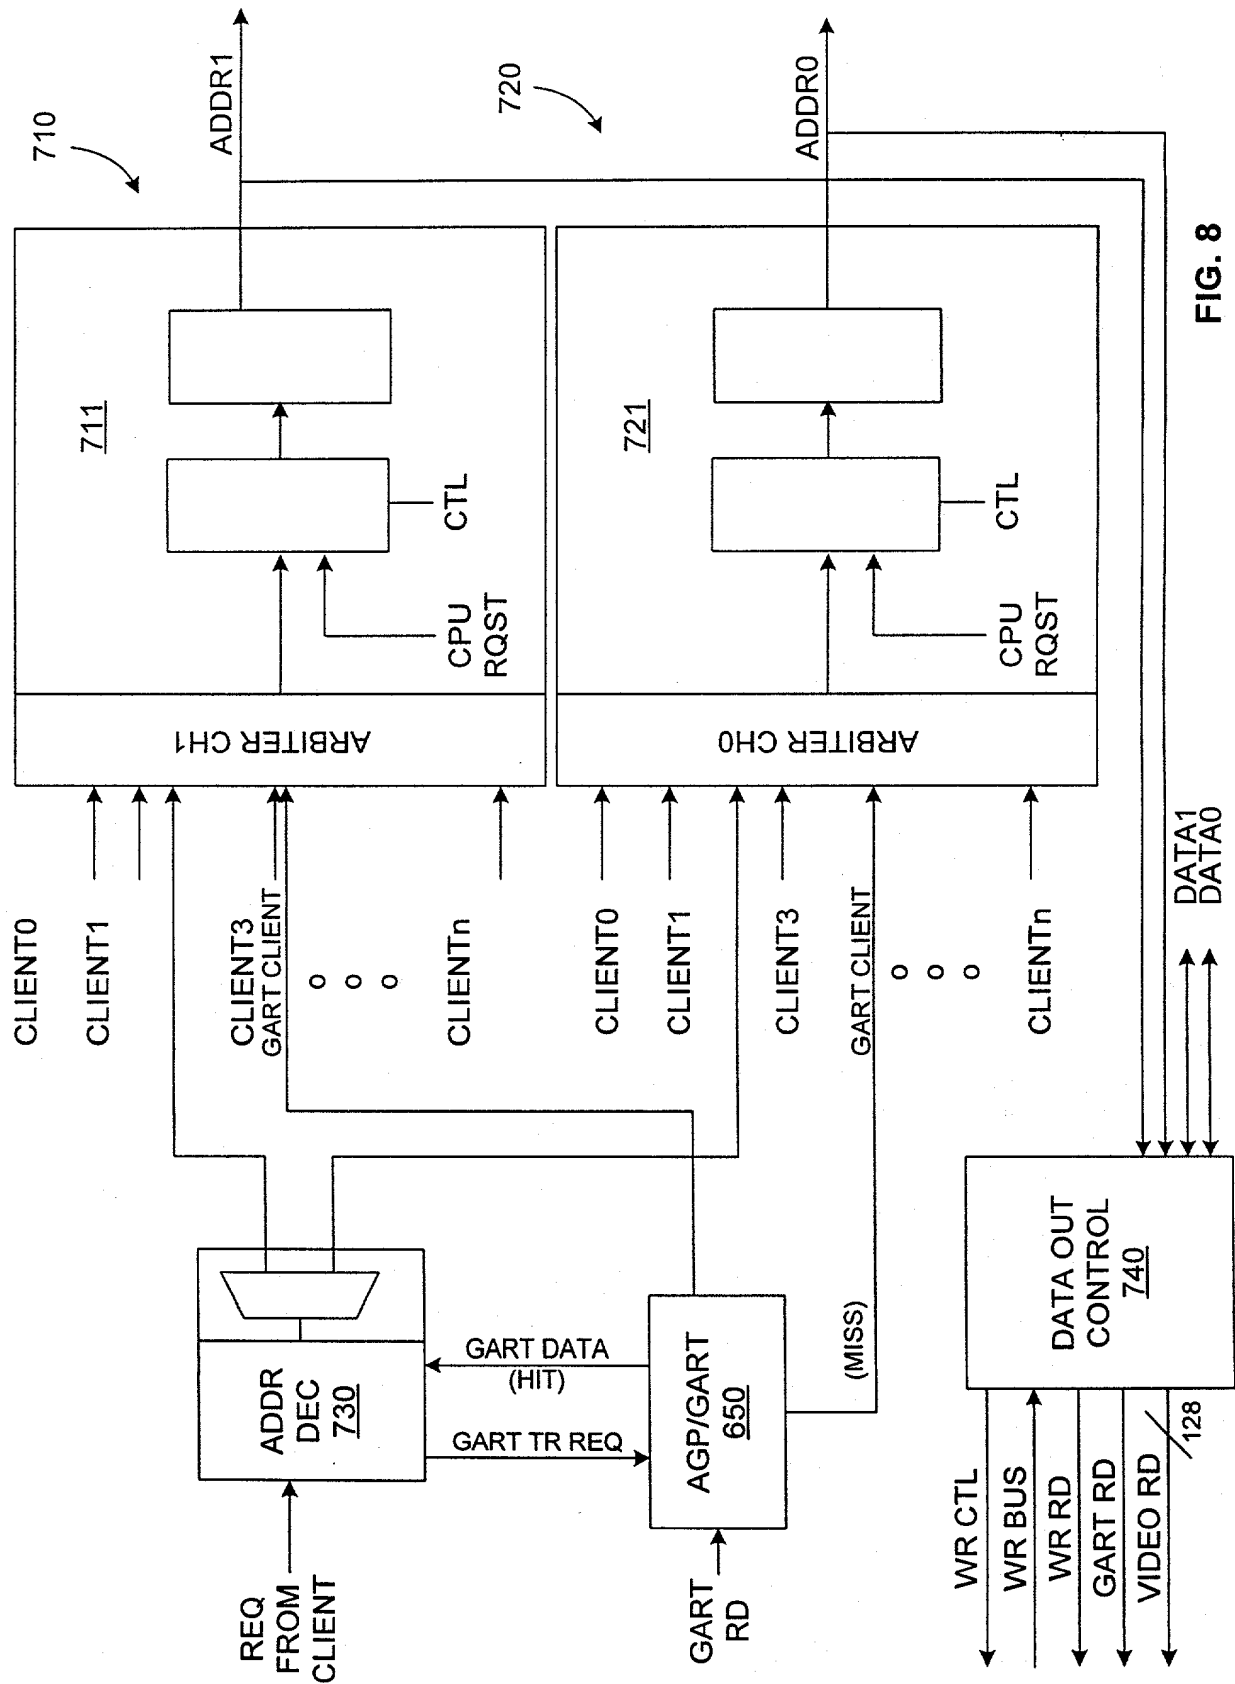 710
ADDR1
711
CTL
CPU
RQST
ARBITER CH1
CLIENT0
CLIENT1
CLIENT3
GART CLIENT
CLIENTn
720
ADDR0
721
CTL
CPU
RQST
ARBITER CH0
CLIENT0
CLIENT1
CLIENT3
GART CLIENT
CLIENTn
REQ
FROM
CLIENT
ADDR
DEC
730
GART DATA
(HIT)
GART TR REQ
AGP/GART
650
GART
RD
(MISS)
DATA OUT
CONTROL
740
DATA1
DATA0
WR CTL
WR BUS
WR RD
GART RD
VIDEO RD
128
FIG. 8